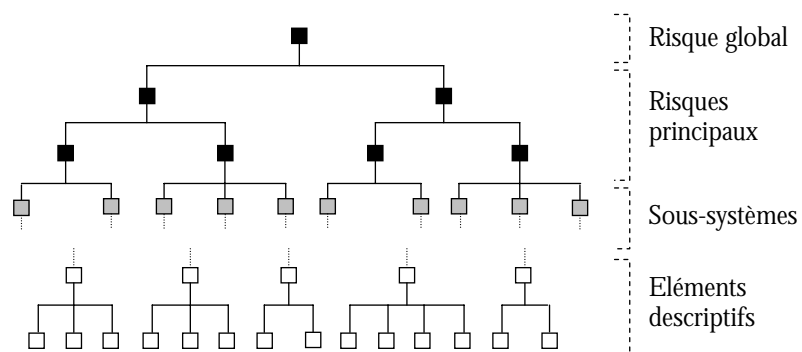 Risque global
Risques
principaux
Sous-systèmes
Eléments
descriptifs